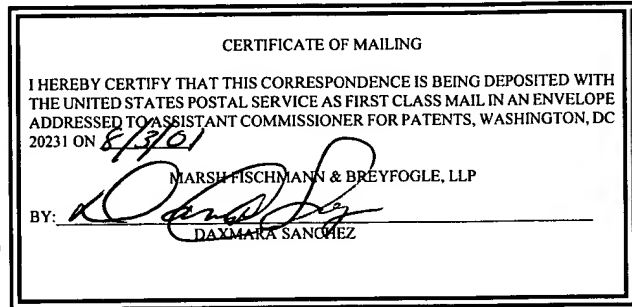 CERTIFICATE OF MAILING
I HEREBY CERTIFY THAT THIS CORRESPONDENCE IS BEING DEPOSITED WITH
THE UNITED STATES POSTAL SERVICE AS FIRST CLASS MAIL IN AN ENVELOPE
ADDRESSED TO ASSISTANT COMMISSIONER FOR PATENTS, WASHINGTON, DC
20231 ON 8/3/01
MARSH FISCHMANN & BREYFOGLE, LLP
BY:
DAXMARA SANCHEZ